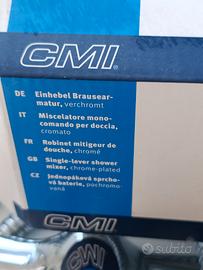 CMI®
DE Einhebel Brausear-
matur, verchromt
IT Miscelatore mono-
comando per doccia,
cromato
FR Robinet mitigeur de
douche, chromé
GB Single-lever shower
mixer, chrome-plated
CZ Jednopáková sprcho-
vá baterie, pochromo-
vaná
CMI
CMI
subito